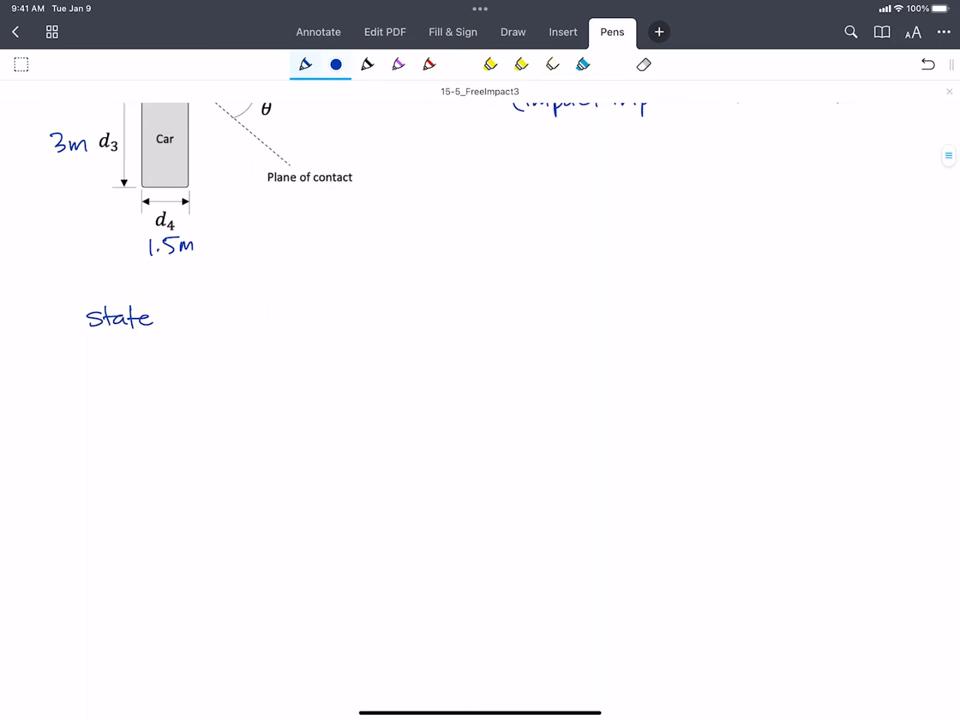 9:41 AM Tue Jan 9
100%
Annotate Edit PDF Fill & Sign Draw Insert Pens
AA
15-5_FreeImpact3
θ
3m d₃
Car
Plane of contact
d₄
1.5m
state